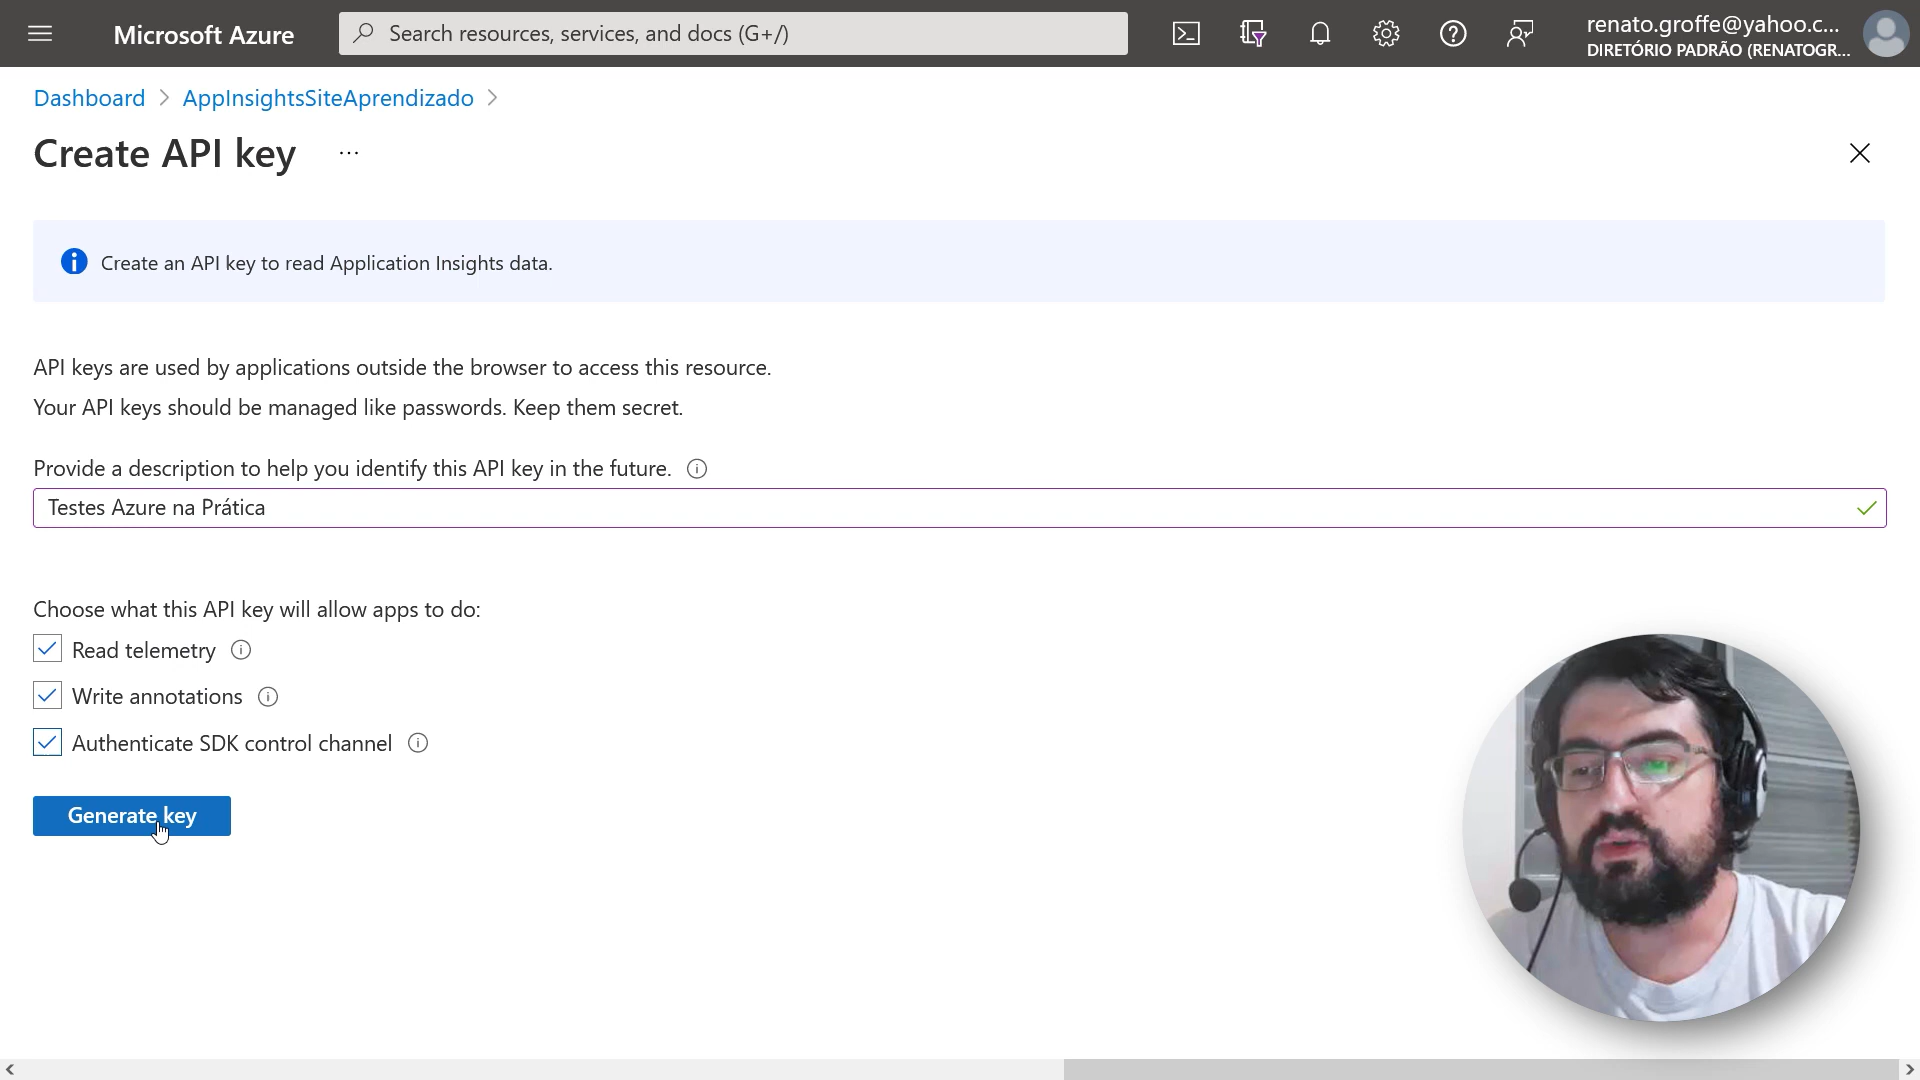 Microsoft Azure
Search resources, services, and docs (G+/)
renato.groffe@yahoo.c...
DIRETÓRIO PADRÃO (RENATOGR...
Dashboard > AppInsightsSiteAprendizado >
Create API key ...
Create an API key to read Application Insights data.
API keys are used by applications outside the browser to access this resource.
Your API keys should be managed like passwords. Keep them secret.
Provide a description to help you identify this API key in the future.
Testes Azure na Prática
Choose what this API key will allow apps to do:
Read telemetry
Write annotations
Authenticate SDK control channel
Generate key